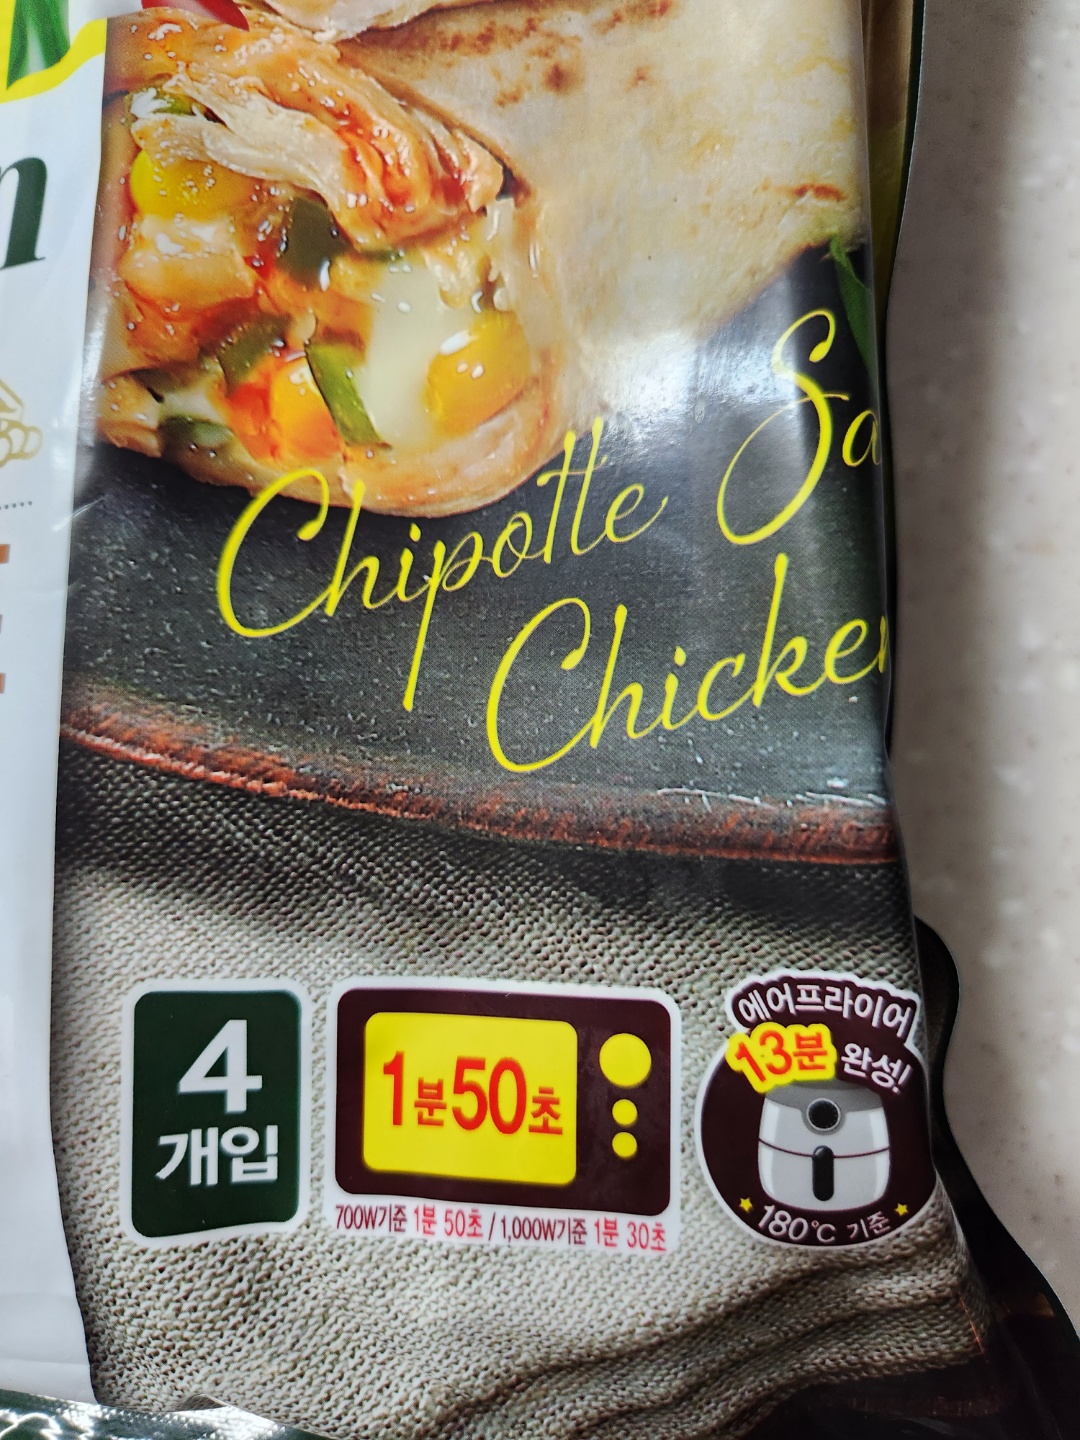 n
Chipotle Sa
Chicken
4
개입
1분50초
700W기준 1분 50초 / 1,000W기준 1분 30초
에어프라이어
13분 완성!
180℃ 기준